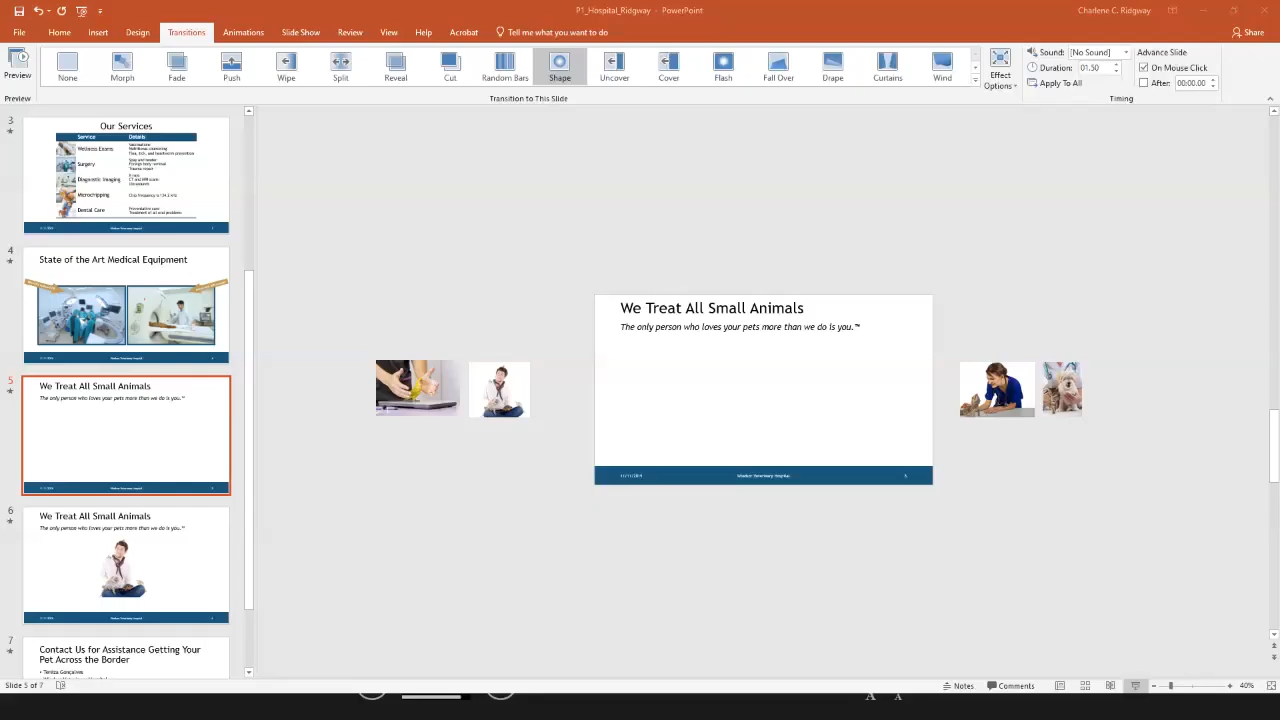 P1_Hospital_Ridgway - PowerPoint
Charlene C. Ridgway
File Home Insert Design Transitions Animations Slide Show Review View Help Acrobat Tell me what you want to do
Share
Preview
None Morph Fade Push Wipe Split Reveal Cut Random Bars Shape Uncover Cover Flash Fall Over Drape Curtains Wind
Effect
Options
Sound: [No Sound]
Duration: 01.50
Apply To All
Advance Slide
On Mouse Click
After: 00:00.00
Preview
Transition to This Slide
Timing
3
Our Services
Service Details
Wellness Exams
Surgery
Diagnostic Imaging
Microchipping
Dental Care
4
State of the Art Medical Equipment
5
We Treat All Small Animals
The only person who loves your pets more than we do is you.™
6
We Treat All Small Animals
The only person who loves your pets more than we do is you.™
7
Contact Us for Assistance Getting Your
Pet Across the Border
We Treat All Small Animals
The only person who loves your pets more than we do is you.™
5
Slide 5 of 7
Notes
Comments
40%
A A